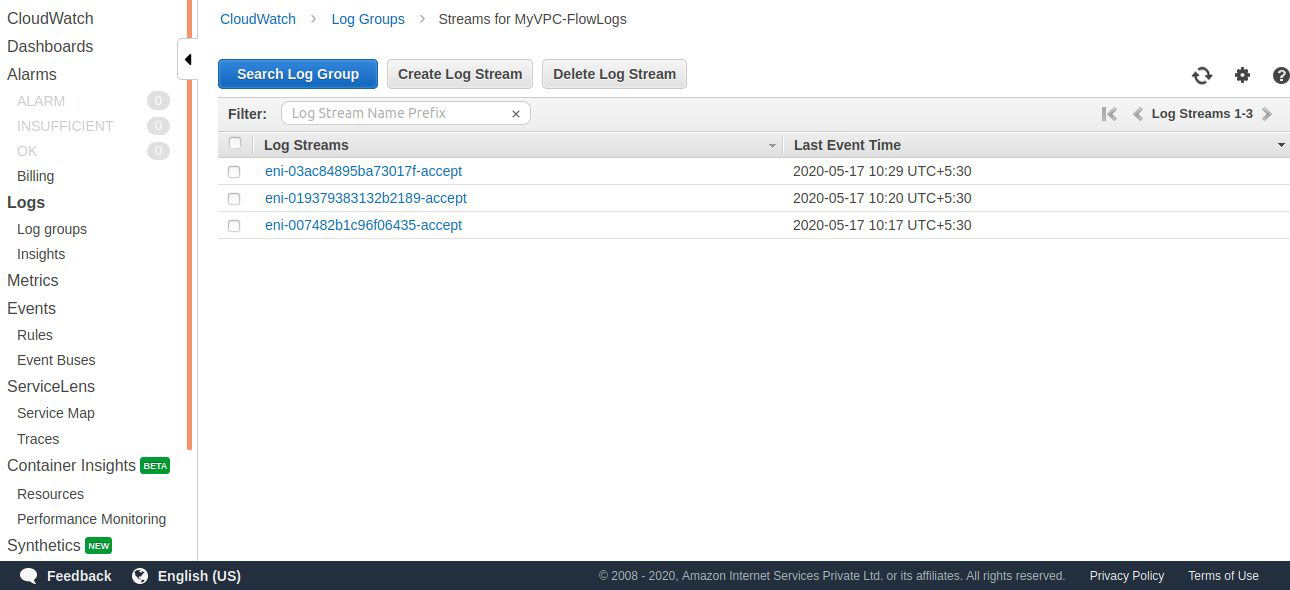 CloudWatch
Dashboards
Alarms
ALARM 0
INSUFFICIENT 0
OK 0
Billing
Logs
Log groups
Insights
Metrics
Events
Rules
Event Buses
ServiceLens
Service Map
Traces
Container Insights BETA
Resources
Performance Monitoring
Synthetics NEW
CloudWatch > Log Groups > Streams for MyVPC-FlowLogs
Search Log Group Create Log Stream Delete Log Stream
Filter: Log Stream Name Prefix × Log Streams 1-3
Log Streams Last Event Time
eni-03ac84895ba73017f-accept 2020-05-17 10:29 UTC+5:30
eni-019379383132b2189-accept 2020-05-17 10:20 UTC+5:30
eni-007482b1c96f06435-accept 2020-05-17 10:17 UTC+5:30
Feedback English (US) © 2008 - 2020, Amazon Internet Services Private Ltd. or its affiliates. All rights reserved. Privacy Policy Terms of Use